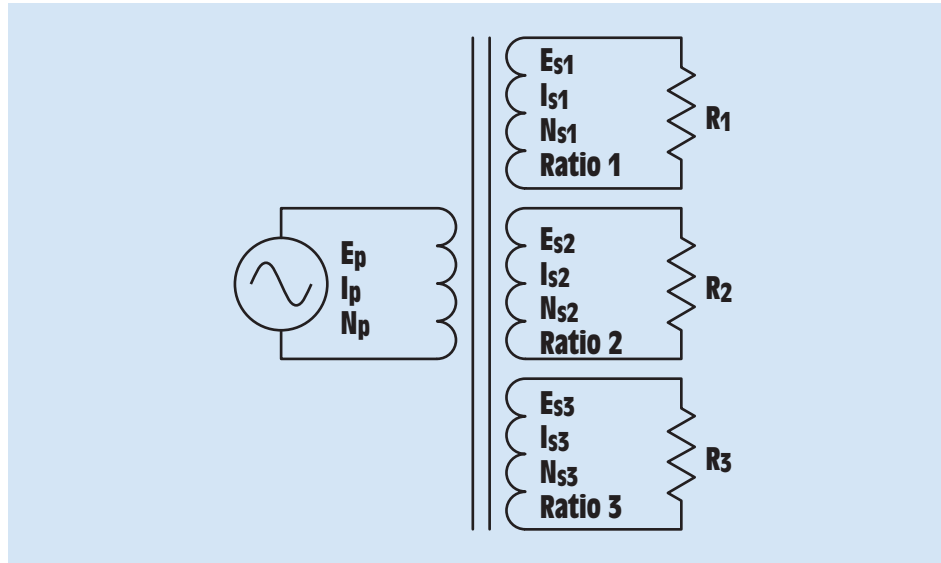 Es1
Is1
Ns1
Ratio 1
R1
Ep
Ip
Np
Es2
Is2
Ns2
Ratio 2
R2
Es3
Is3
Ns3
Ratio 3
R3